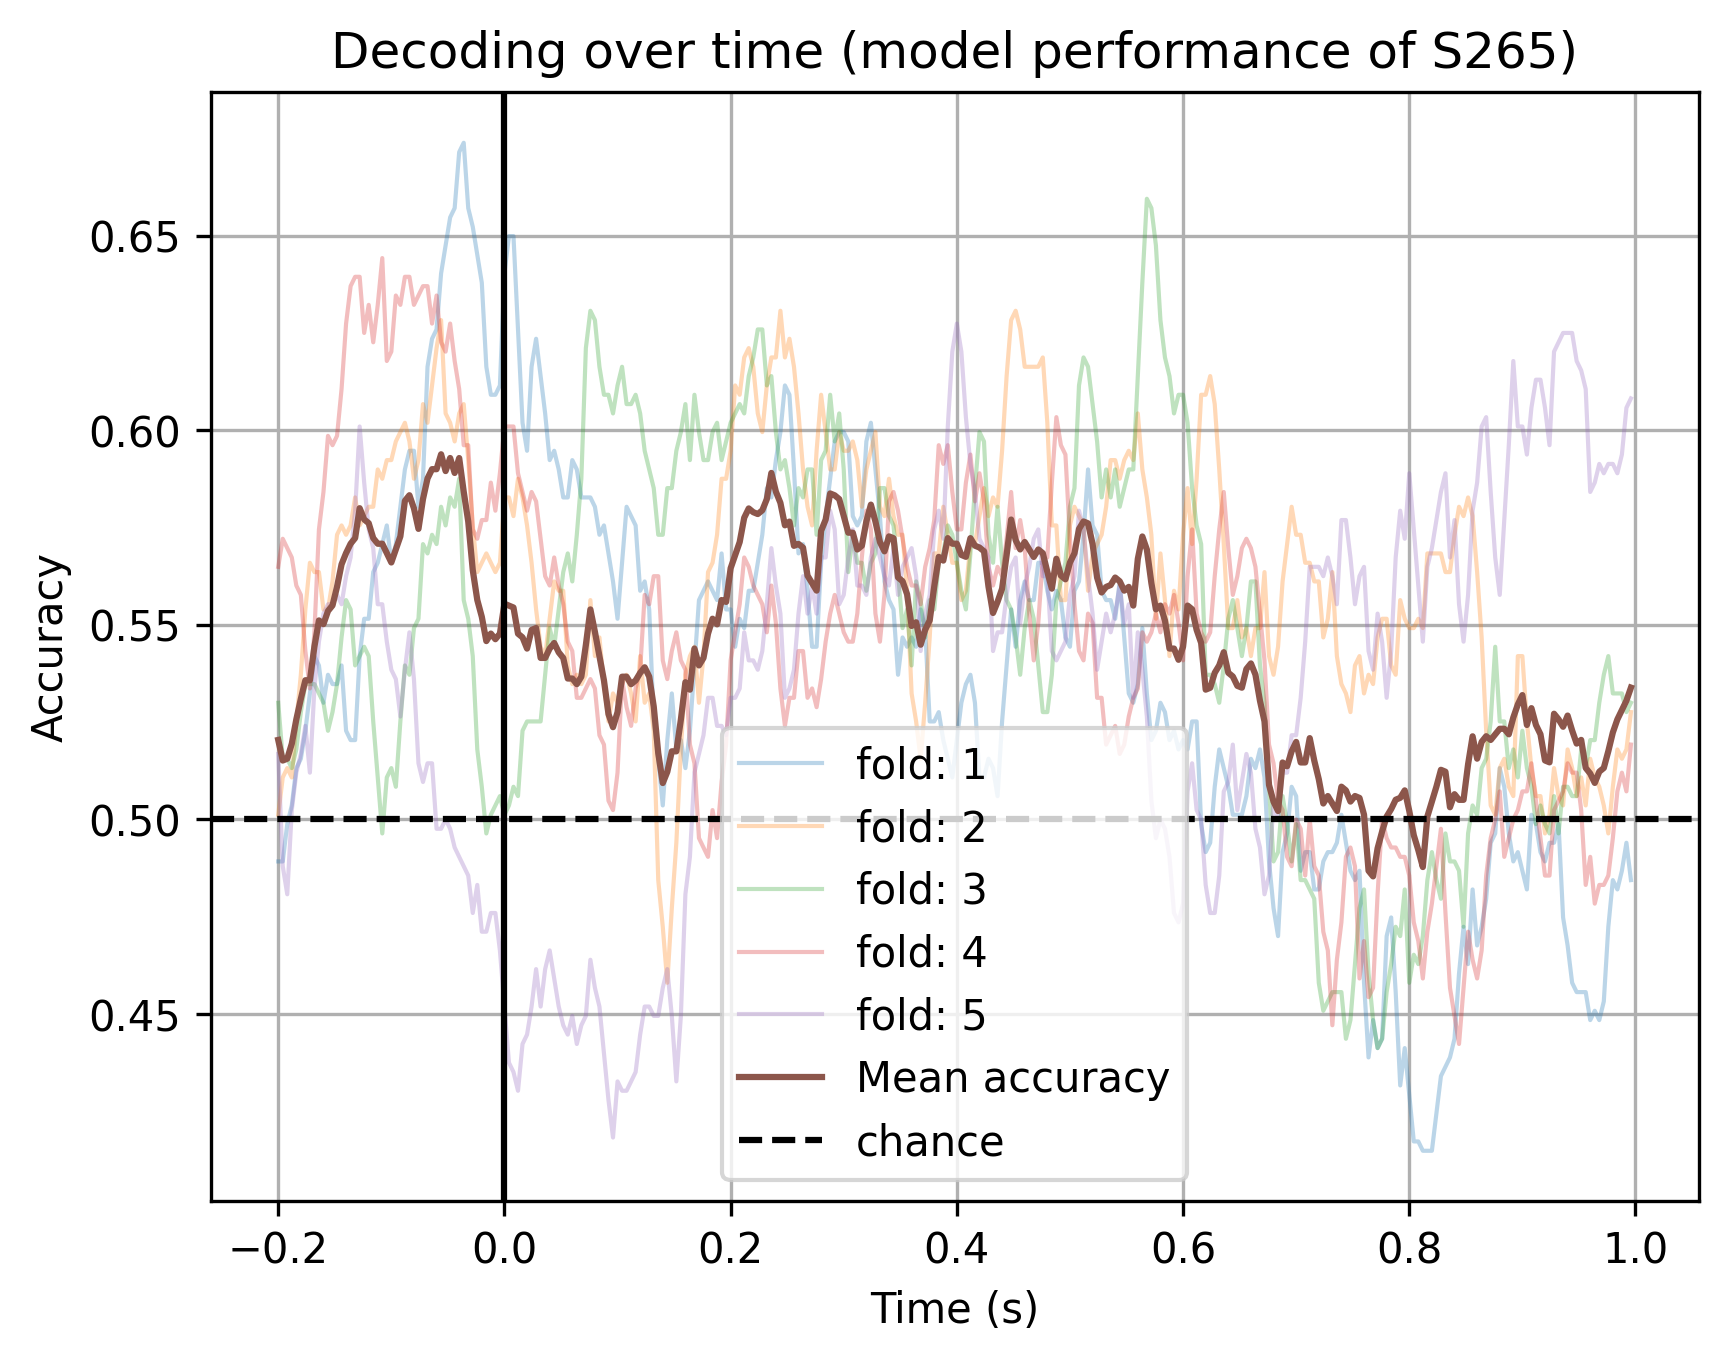 Decoding over time (model performance of S265)
Accuracy
0.65
0.60
0.55
0.50
0.45
fold: 1
fold: 2
fold: 3
fold: 4
fold: 5
Mean accuracy
chance
−0.2 0.0 0.2 0.4 0.6 0.8 1.0
Time (s)